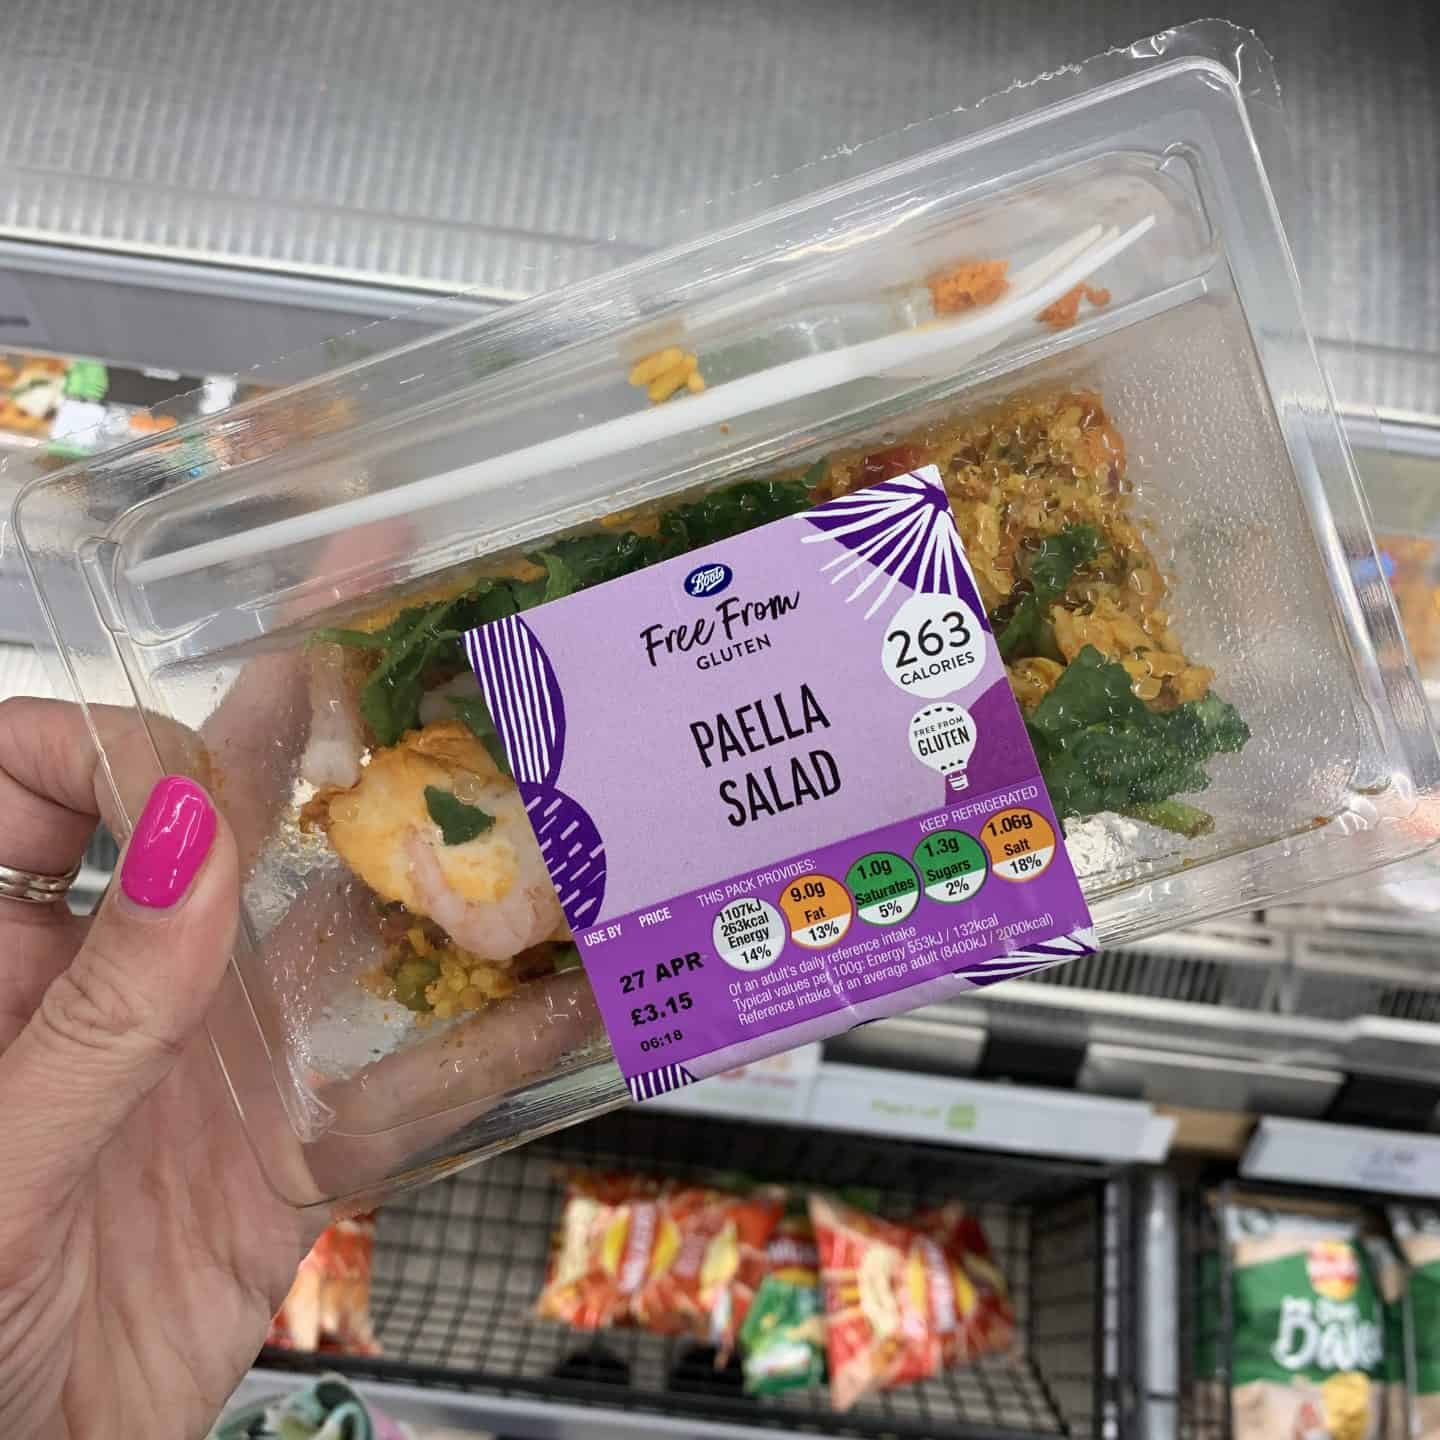 Boots
Free From
GLUTEN
263
CALORIES
PAELLA
SALAD
FREE FROM
GLUTEN
KEEP REFRIGERATED
THIS PACK PROVIDES:
1107kJ
263kcal
Energy
14%
9.0g
Fat
13%
1.0g
Saturates
5%
1.3g
Sugars
2%
1.06g
Salt
18%
Of an adult's daily reference intake
Typical values per 100g: Energy 553kJ / 132kcal
Reference intake of an average adult (8400kJ / 2000kcal)
USE BY PRICE
27 APR
£3.15
06:18